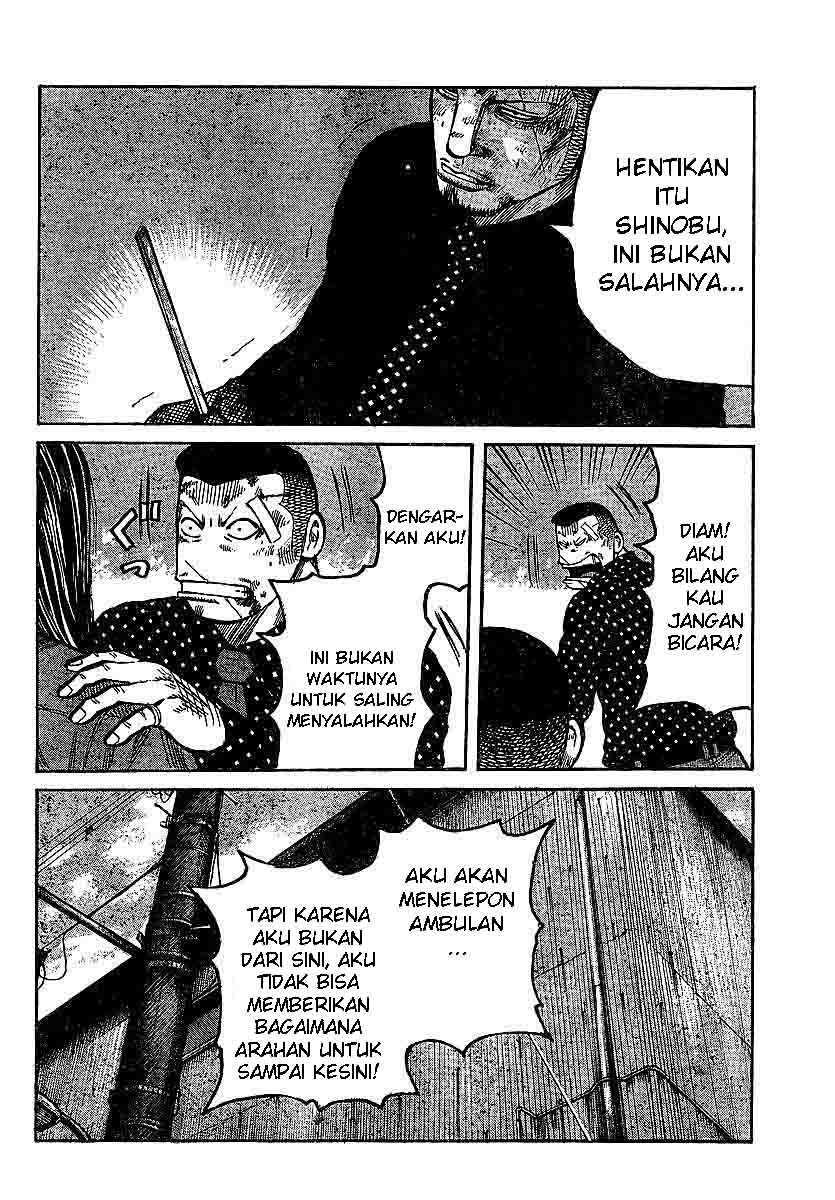 HENTIKAN
ITU
SHINOBU,
INI BUKAN
SALAHNYA...
DIAM!
AKU
BILANG
KAU
JANGAN
BICARA!
DENGAR-
KAN AKU!
INI BUKAN
WAKTUNYA
UNTUK SALING
MENYALAHKAN!
AKU AKAN
MENELEPON
AMBULAN
...
TAPI KARENA
AKU BUKAN
DARI SINI, AKU
TIDAK BISA
MEMBERIKAN
BAGAIMANA
ARAHAN UNTUK
SAMPAI KESINI!